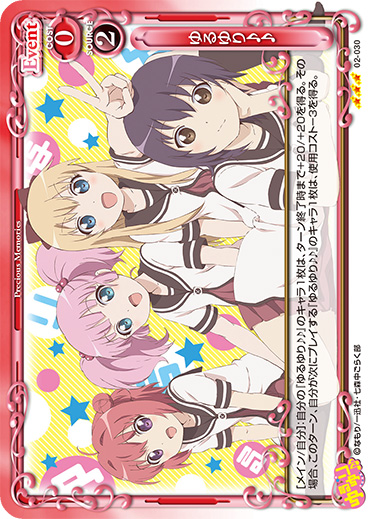 Event
COST
0
SOURCE
2
ゆるゆり♪♪
Precious Memories
[メイン/自分]:自分の「ゆるゆり♪♪」のキャラ1枚は、ターン終了時まで+20/+20を得る。その
場合、このターン、自分が次にプレイする「ゆるゆり♪♪」のキャラ1枚は、使用コスト-3を得る。
©なもり/一迅社・七森中ごらく部
02-030